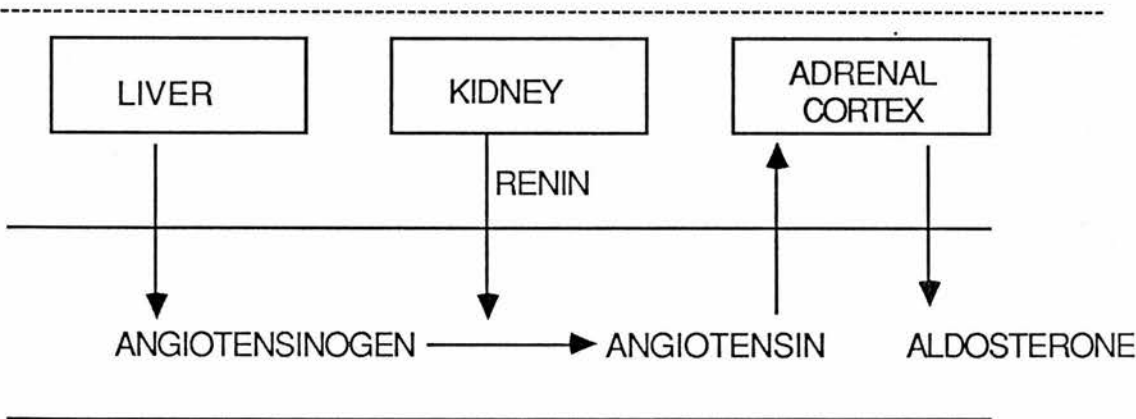 LIVER
KIDNEY
ADRENAL
CORTEX
RENIN
ANGIOTENSINOGEN
ANGIOTENSIN
ALDOSTERONE